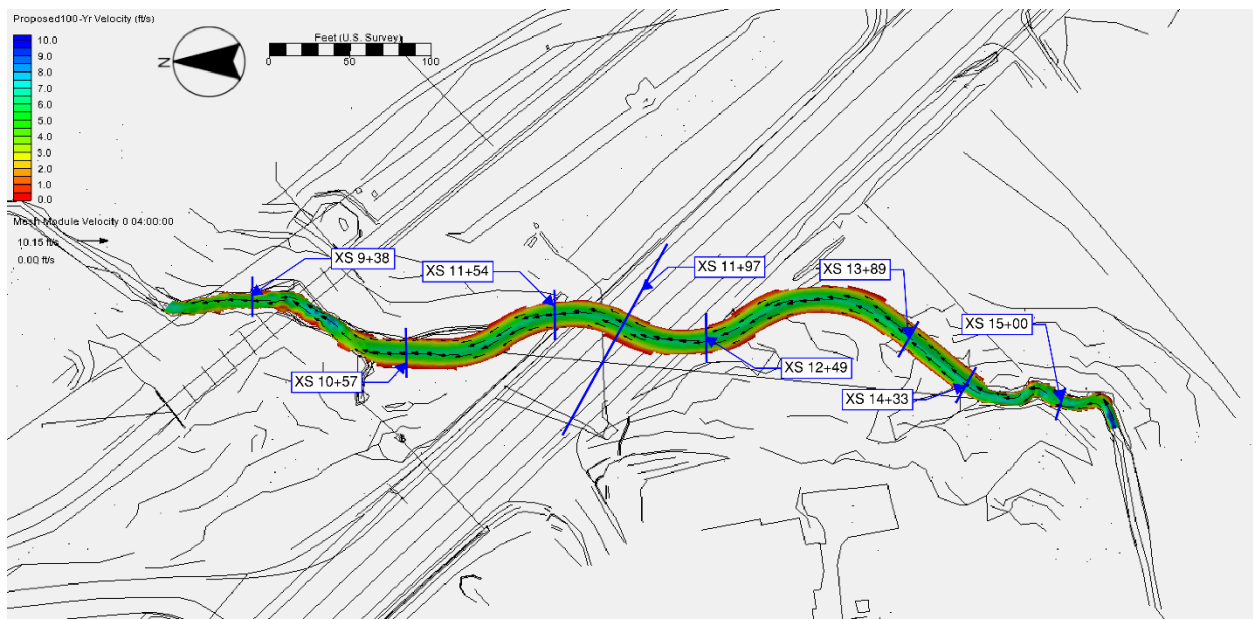 Proposed100-Yr Velocity (ft/s)
10.0
9.0
8.0
7.0
6.0
5.0
4.0
3.0
2.0
1.0
0.0
N
Feet (U.S. Survey)
0 50 100
Mesh Module Velocity 0 04:00:00
10.15 ft/s
0.00 ft/s
XS 9+38
XS 11+54
XS 11+97
XS 13+89
XS 15+00
XS 10+57
XS 12+49
XS 14+33